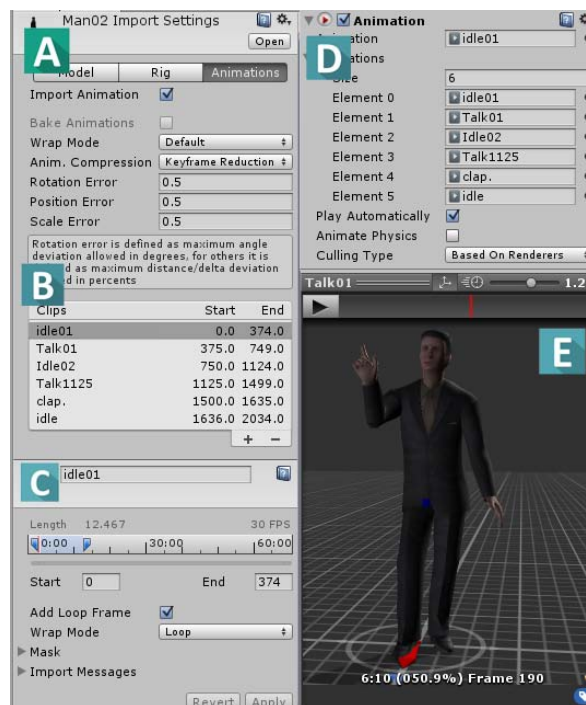 Man02 Import Settings
Open
A
Model Rig Animations
Import Animation
Bake Animations
Wrap Mode Default
Anim. Compression Keyframe Reduction
Rotation Error 0.5
Position Error 0.5
Scale Error 0.5
Rotation error is defined as maximum angle
deviation allowed in degrees, for others it is
as maximum distance/delta deviation
in percents
B
Clips Start End
idle01 0.0 374.0
Talk01 375.0 749.0
Idle02 750.0 1124.0
Talk1125 1125.0 1499.0
clap. 1500.0 1635.0
idle 1636.0 2034.0
+ −
C
idle01
Length 12.467 30 FPS
0:00 30:00 60:00
Start 0 End 374
Add Loop Frame
Wrap Mode Loop
Mask
Import Messages
Revert Apply
Animation
idle01
D
Size 6
Element 0 idle01
Element 1 Talk01
Element 2 Idle02
Element 3 Talk1125
Element 4 clap.
Element 5 idle
Play Automatically
Animate Physics
Culling Type Based On Renderers
Talk01 1.2
E
6:10 (050.9%) Frame 190